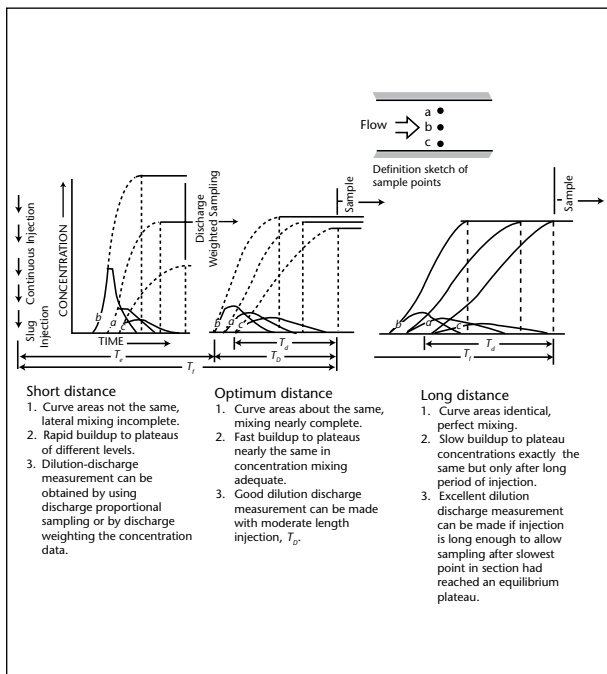 a
Flow
b
c
Definition sketch of
sample points
Slug Continuous Injection
Injection
CONCENTRATION
b
a
c
TIME
Discharge
Weighted Sampling
b
a
c
Sample
b
a
c
Sample
T_e
T_f
T_d
T_D
T_d
T_f
Short distance
1. Curve areas not the same,
lateral mixing incomplete.
2. Rapid buildup to plateaus
of different levels.
3. Dilution-discharge
measurement can be
obtained by using
discharge proportional
sampling or by discharge
weighting the concentration
data.
Optimum distance
1. Curve areas about the same,
mixing nearly complete.
2. Fast buildup to plateaus
nearly the same in
concentration mixing
adequate.
3. Good dilution discharge
measurement can be made
with moderate length
injection, T_D.
Long distance
1. Curve areas identical,
perfect mixing.
2. Slow buildup to plateau
concentrations exactly the
same but only after long
period of injection.
3. Excellent dilution
discharge measurement
can be made if injection
is long enough to allow
sampling after slowest
point in section had
reached an equilibrium
plateau.